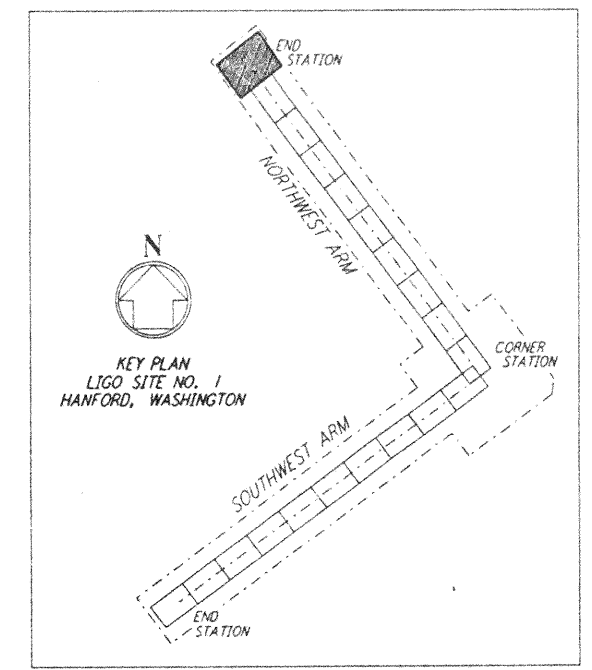 END
STATION
NORTHWEST ARM
N
KEY PLAN
LIGO SITE NO. 1
HANFORD, WASHINGTON
CORNER
STATION
SOUTHWEST ARM
END
STATION